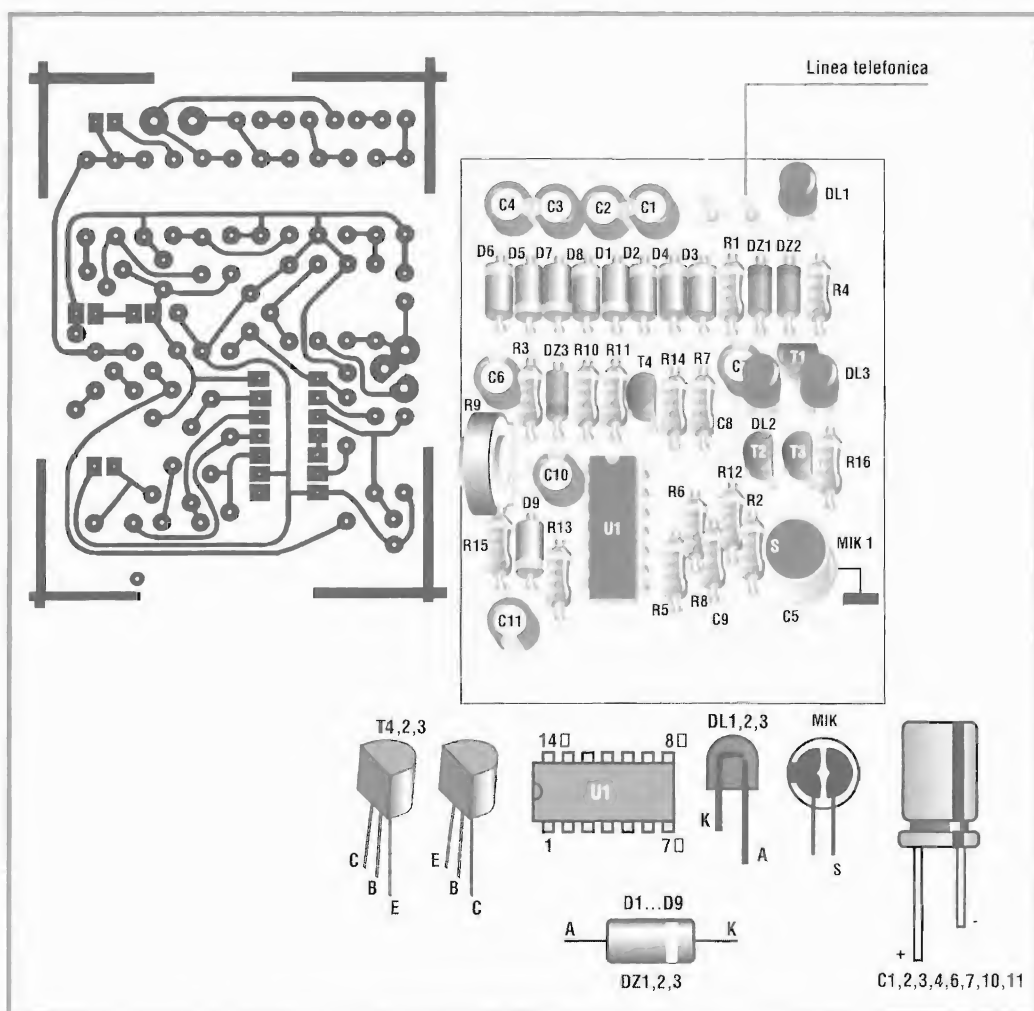 Linea telefonica
DL1
C4 C3 C2 C1
D6 D5 D7 D8 D1 D2 D4 D3 R1 DZ1 DZ2
R4
R3 DZ3 R10 R11 T4 R14 R7
C6
T1
DL3
R9
C8
DL2
T2 T3
R16
C10
R12
R6
R2
D9
U1
R13
R15
S
MIK 1
R5
R8
C9
C5
C11
T4,2,3
14 8
U1
1 7
DL1,2,3
K
A
MIK
S
C
B
E
E
B
C
D1...D9
A K
DZ1,2,3
+ -
C1,2,3,4,6,7,10,11